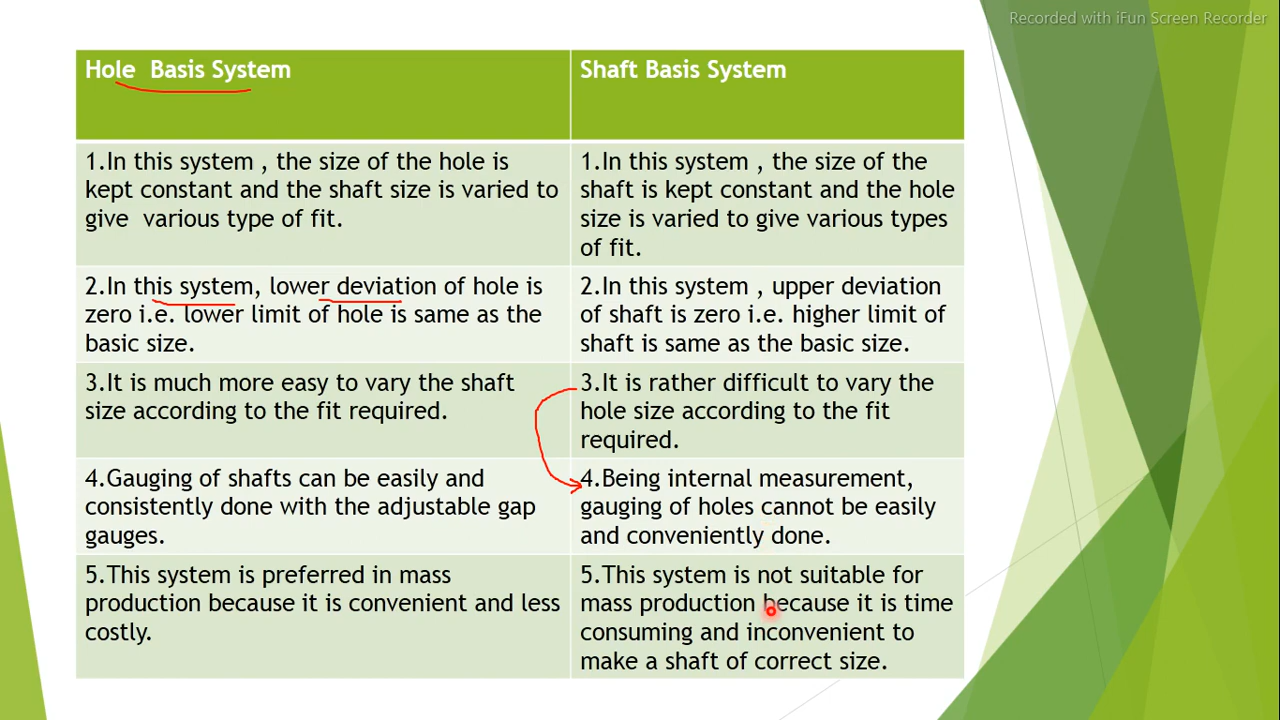 Recorded with iFun Screen Recorder
Hole Basis System
Shaft Basis System
1.In this system , the size of the hole is
kept constant and the shaft size is varied to
give various type of fit.
1.In this system , the size of the
shaft is kept constant and the hole
size is varied to give various types
of fit.
2.In this system, lower deviation of hole is
zero i.e. lower limit of hole is same as the
basic size.
2.In this system , upper deviation
of shaft is zero i.e. higher limit of
shaft is same as the basic size.
3.It is much more easy to vary the shaft
size according to the fit required.
3.It is rather difficult to vary the
hole size according to the fit
required.
4.Gauging of shafts can be easily and
consistently done with the adjustable gap
gauges.
4.Being internal measurement,
gauging of holes cannot be easily
and conveniently done.
5.This system is preferred in mass
production because it is convenient and less
costly.
5.This system is not suitable for
mass production because it is time
consuming and inconvenient to
make a shaft of correct size.